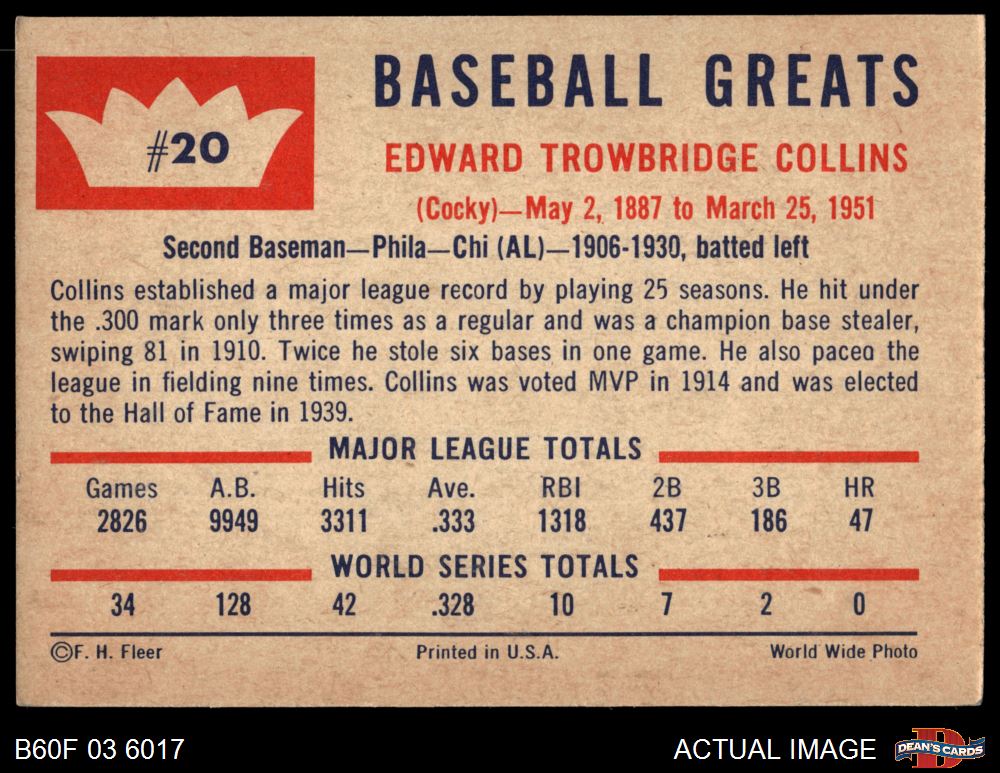 #20
BASEBALL GREATS
EDWARD TROWBRIDGE COLLINS
(Cocky)—May 2, 1887 to March 25, 1951
Second Baseman—Phila—Chi (AL)—1906-1930, batted left
Collins established a major league record by playing 25 seasons. He hit under
the .300 mark only three times as a regular and was a champion base stealer,
swiping 81 in 1910. Twice he stole six bases in one game. He also paced the
league in fielding nine times. Collins was voted MVP in 1914 and was elected
to the Hall of Fame in 1939.
MAJOR LEAGUE TOTALS
Games A.B. Hits Ave. RBI 2B 3B HR
2826 9949 3311 .333 1318 437 186 47
WORLD SERIES TOTALS
34 128 42 .328 10 7 2 0
©F. H. Fleer Printed in U.S.A. World Wide Photo
B60F 03 6017 ACTUAL IMAGE DEAN'S CARDS